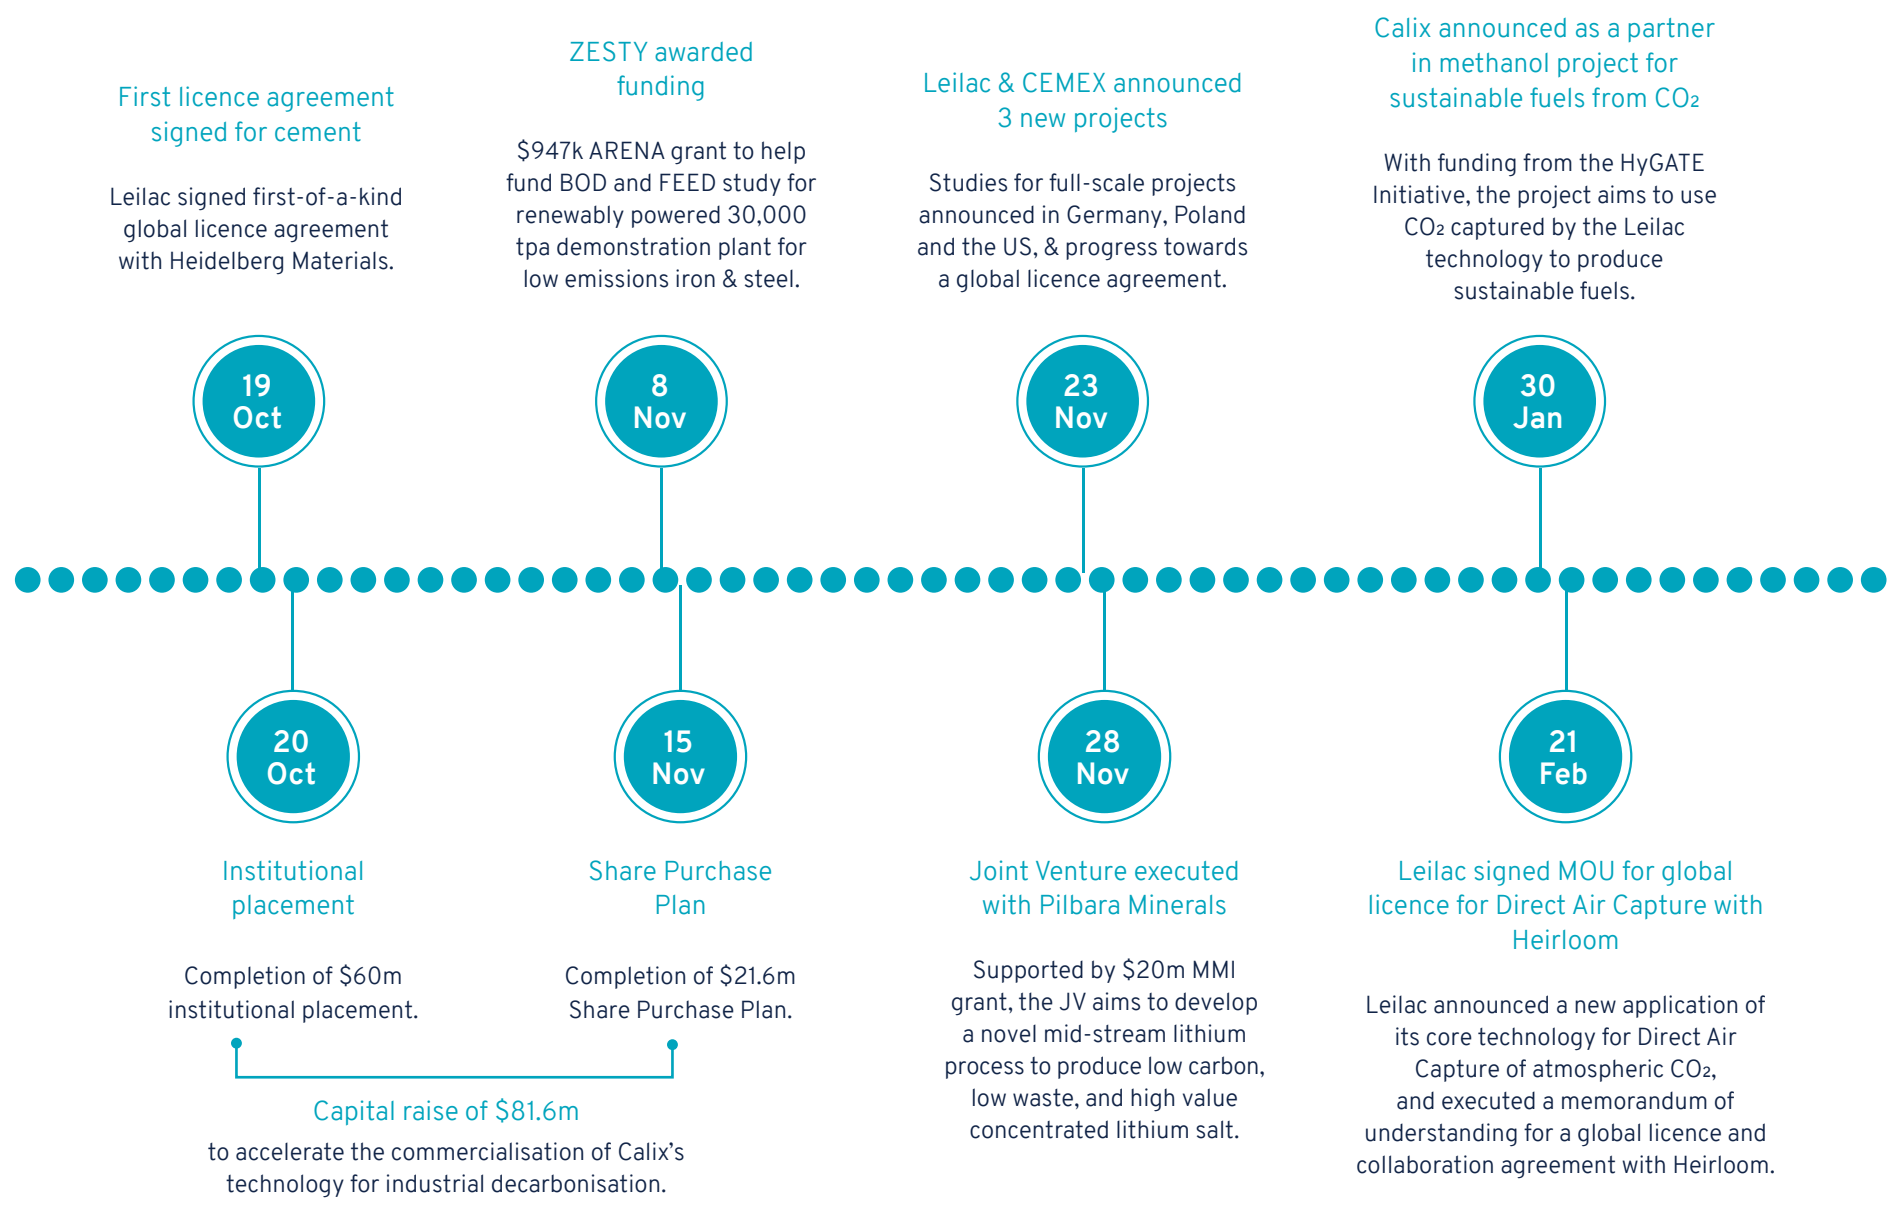 First licence agreement
signed for cement
Leilac signed first-of-a-kind
global licence agreement
with Heidelberg Materials.
19
Oct
ZESTY awarded
funding
$947k ARENA grant to help
fund BOD and FEED study for
renewably powered 30,000
tpa demonstration plant for
low emissions iron & steel.
8
Nov
Leilac & CEMEX announced
3 new projects
Studies for full-scale projects
announced in Germany, Poland
and the US, & progress towards
a global licence agreement.
23
Nov
Calix announced as a partner
in methanol project for
sustainable fuels from CO₂
With funding from the HyGATE
Initiative, the project aims to use
CO₂ captured by the Leilac
technology to produce
sustainable fuels.
30
Jan
20
Oct
Institutional
placement
Completion of $60m
institutional placement.
15
Nov
Share Purchase
Plan
Completion of $21.6m
Share Purchase Plan.
Capital raise of $81.6m
to accelerate the commercialisation of Calix’s
technology for industrial decarbonisation.
28
Nov
Joint Venture executed
with Pilbara Minerals
Supported by $20m MMI
grant, the JV aims to develop
a novel mid-stream lithium
process to produce low carbon,
low waste, and high value
concentrated lithium salt.
21
Feb
Leilac signed MOU for global
licence for Direct Air Capture with
Heirloom
Leilac announced a new application of
its core technology for Direct Air
Capture of atmospheric CO₂,
and executed a memorandum of
understanding for a global licence and
collaboration agreement with Heirloom.